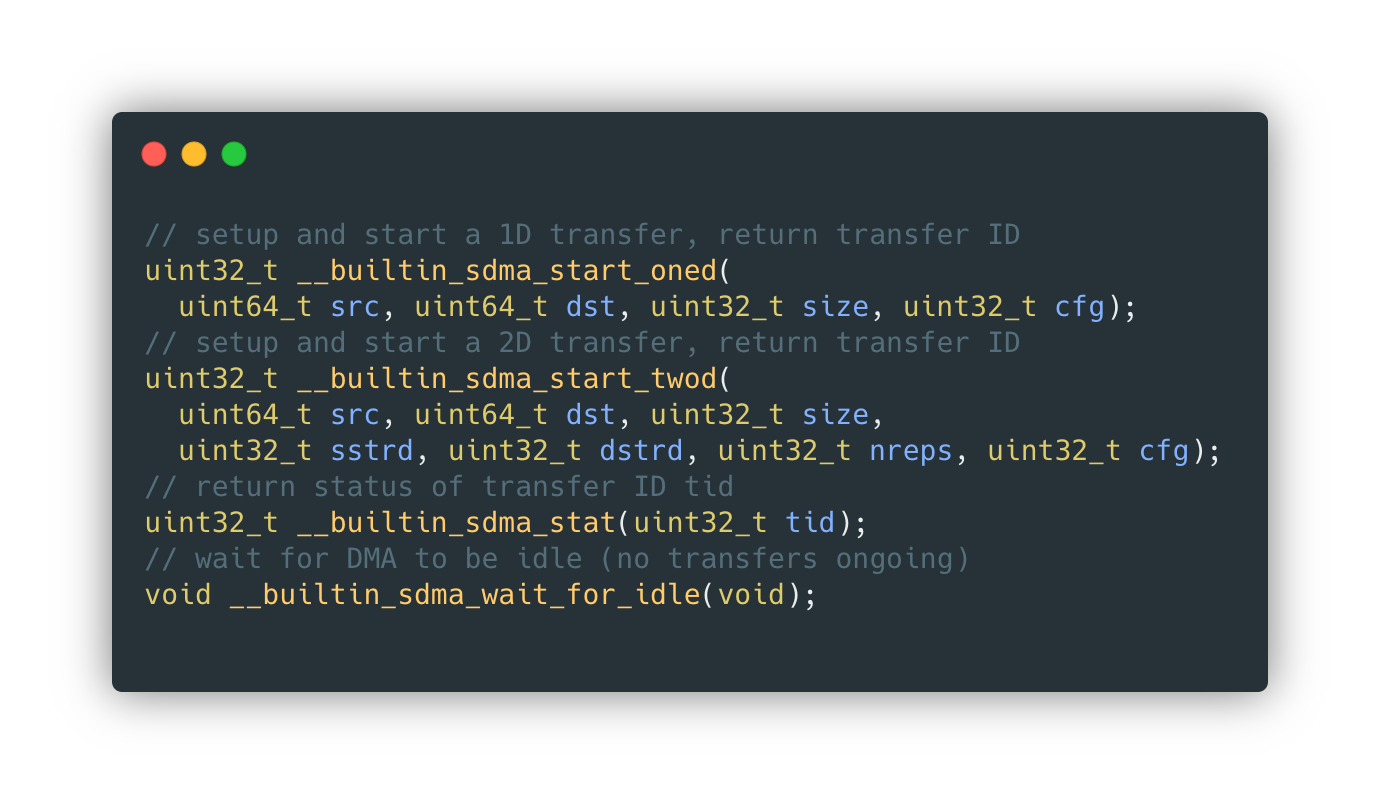 // setup and start a 1D transfer, return transfer ID
uint32_t __builtin_sdma_start_oned(
  uint64_t src, uint64_t dst, uint32_t size, uint32_t cfg);
// setup and start a 2D transfer, return transfer ID
uint32_t __builtin_sdma_start_twod(
  uint64_t src, uint64_t dst, uint32_t size,
  uint32_t sstrd, uint32_t dstrd, uint32_t nreps, uint32_t cfg);
// return status of transfer ID tid
uint32_t __builtin_sdma_stat(uint32_t tid);
// wait for DMA to be idle (no transfers ongoing)
void __builtin_sdma_wait_for_idle(void);